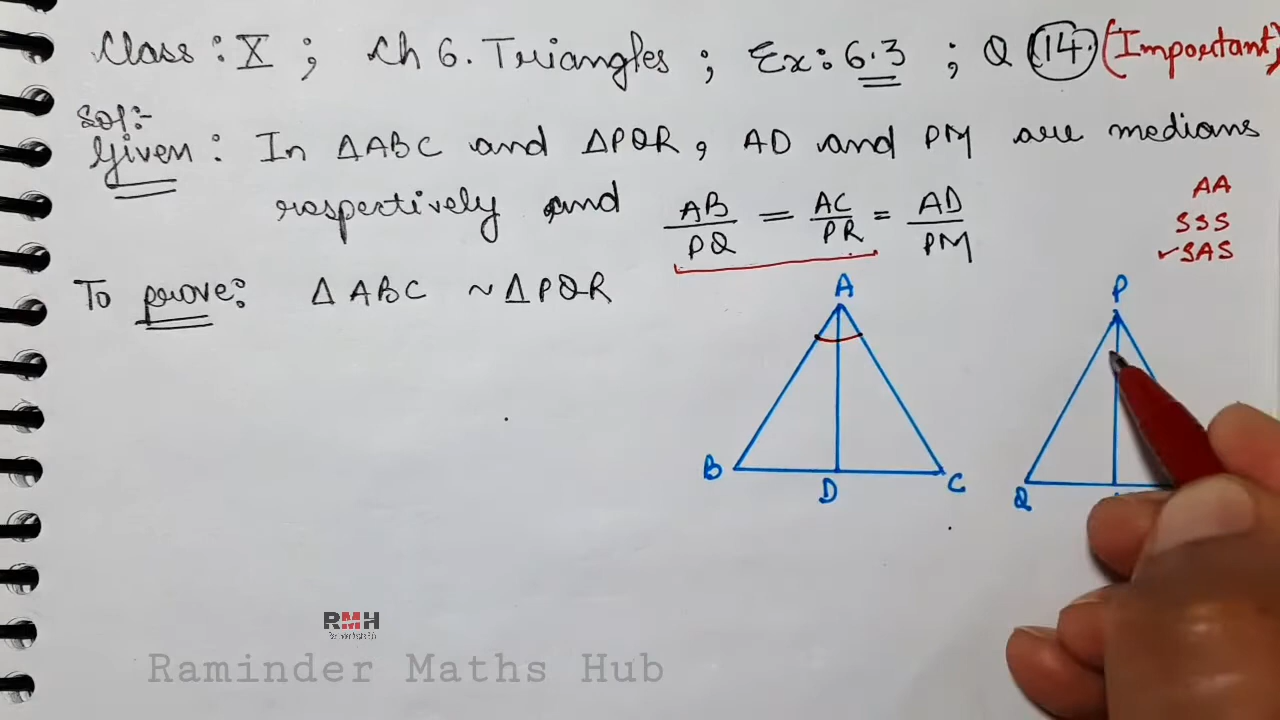 Class : X ; Ch 6. Triangles ; Ex: 6.3 ; Q 14. (Important)
Sol:-
Given : In ΔABC and ΔPQR, AD and PM are medians
respectively and AB/PQ = AC/PR = AD/PM
AA
SSS
✓SAS
To prove: ΔABC ~ ΔPQR
A
P
B
D
C
Q
RMH
Raminder Maths Hub